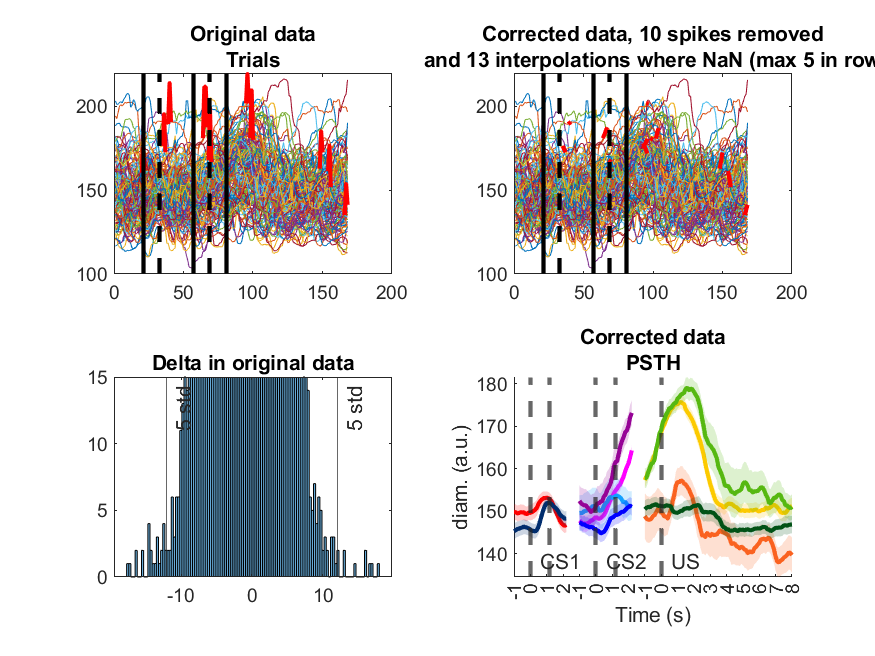 Original data
Trials
200
150
100
0
50
100
150
200
Corrected data, 10 spikes removed
and 13 interpolations where NaN (max 5 in row
200
150
100
0
50
100
150
200
Delta in original data
15
10
5
0
5 std
5 std
-10
0
10
Corrected data
PSTH
diam. (a.u.)
180
170
160
150
140
CS1
CS2
US
-1 0 1 2 -1 0 1 2 -1 0 1 2 3 4 5 6 7 8
Time (s)